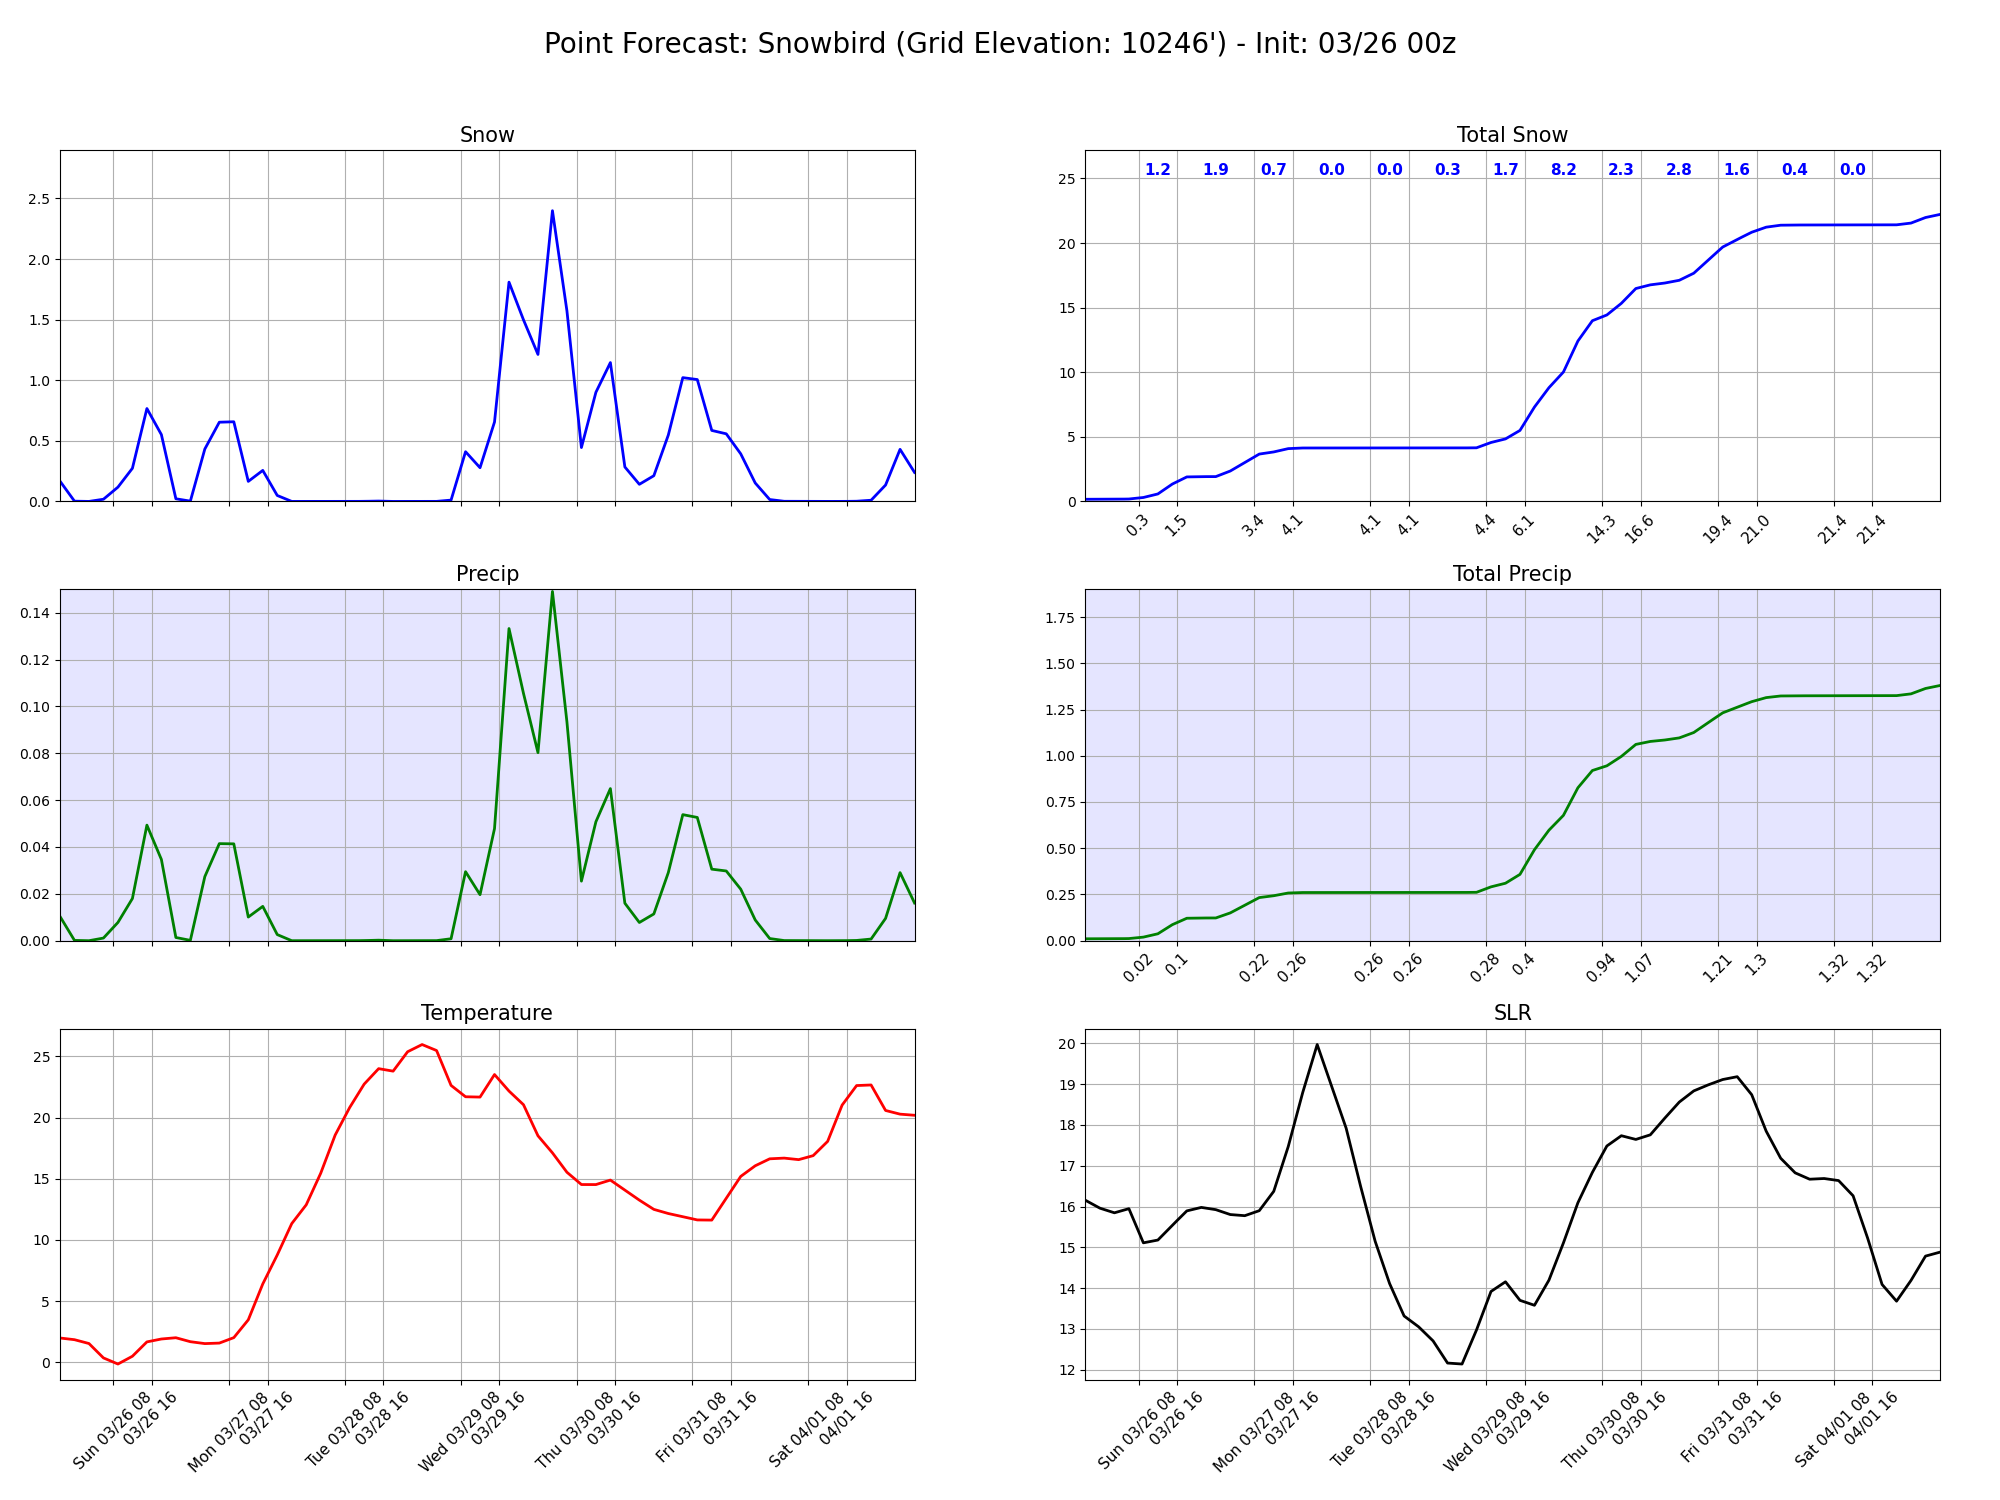 Point Forecast: Snowbird (Grid Elevation: 10246') - Init: 03/26 00z
Snow
2.5
2.0
1.5
1.0
0.5
0.0
Total Snow
1.2 1.9 0.7 0.0 0.0 0.3 1.7 8.2 2.3 2.8 1.6 0.4 0.0
25
20
15
10
5
0
0.3 1.5 3.4 4.1 4.1 4.1 4.4 6.1 14.3 16.6 19.4 21.0 21.4 21.4
Precip
0.14
0.12
0.10
0.08
0.06
0.04
0.02
0.00
Total Precip
1.75
1.50
1.25
1.00
0.75
0.50
0.25
0.00
0.02 0.1 0.22 0.26 0.26 0.26 0.28 0.4 0.94 1.07 1.21 1.3 1.32 1.32
Temperature
25
20
15
10
5
0
Sun 03/26 08
03/26 16
Mon 03/27 08
03/27 16
Tue 03/28 08
03/28 16
Wed 03/29 08
03/29 16
Thu 03/30 08
03/30 16
Fri 03/31 08
03/31 16
Sat 04/01 08
04/01 16
SLR
20
19
18
17
16
15
14
13
12
Sun 03/26 08
03/26 16
Mon 03/27 08
03/27 16
Tue 03/28 08
03/28 16
Wed 03/29 08
03/29 16
Thu 03/30 08
03/30 16
Fri 03/31 08
03/31 16
Sat 04/01 08
04/01 16